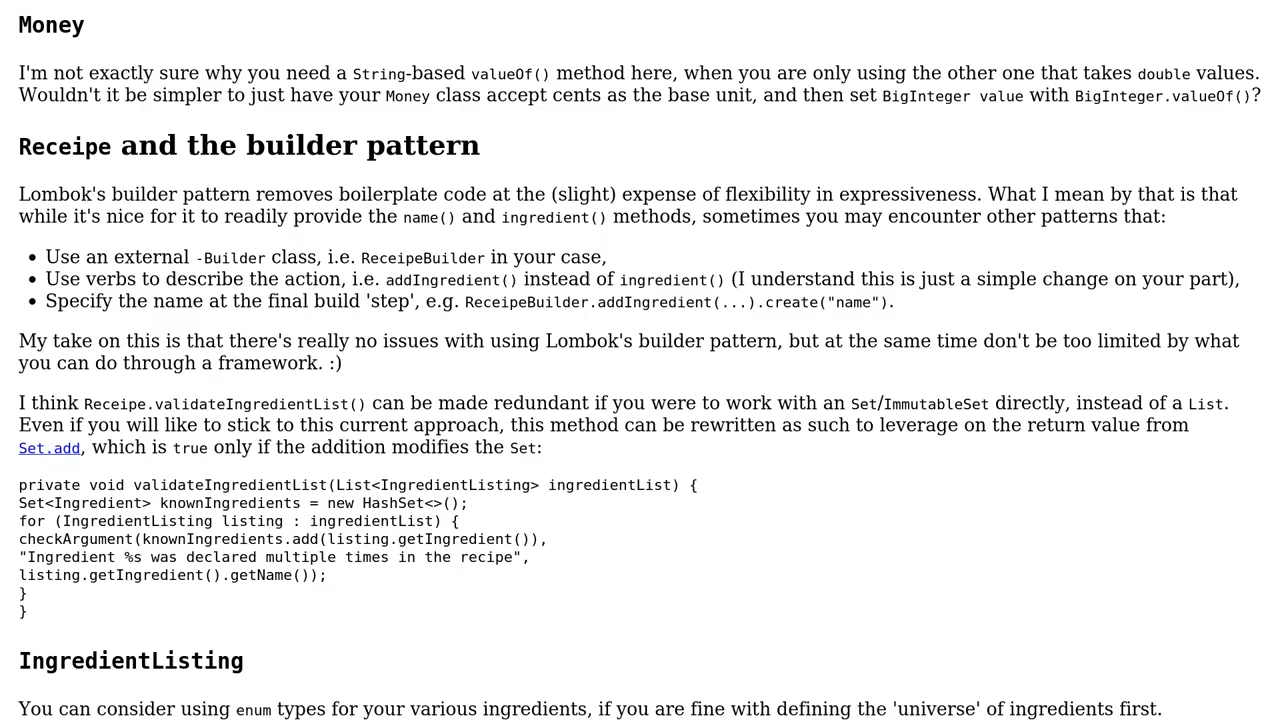 Money
I'm not exactly sure why you need a String-based valueOf() method here, when you are only using the other one that takes double values.
Wouldn't it be simpler to just have your Money class accept cents as the base unit, and then set BigInteger value with BigInteger.valueOf()?
Receipe and the builder pattern
Lombok's builder pattern removes boilerplate code at the (slight) expense of flexibility in expressiveness. What I mean by that is that
while it's nice for it to readily provide the name() and ingredient() methods, sometimes you may encounter other patterns that:
• Use an external -Builder class, i.e. ReceipeBuilder in your case,
• Use verbs to describe the action, i.e. addIngredient() instead of ingredient() (I understand this is just a simple change on your part),
• Specify the name at the final build 'step', e.g. ReceipeBuilder.addIngredient(...).create("name").
My take on this is that there's really no issues with using Lombok's builder pattern, but at the same time don't be too limited by what
you can do through a framework. :)
I think Receipe.validateIngredientList() can be made redundant if you were to work with an Set/ImmutableSet directly, instead of a List.
Even if you will like to stick to this current approach, this method can be rewritten as such to leverage on the return value from
Set.add, which is true only if the addition modifies the Set:
private void validateIngredientList(List<IngredientListing> ingredientList) {
Set<Ingredient> knownIngredients = new HashSet<>();
for (IngredientListing listing : ingredientList) {
checkArgument(knownIngredients.add(listing.getIngredient()),
"Ingredient %s was declared multiple times in the recipe",
listing.getIngredient().getName());
}
}
IngredientListing
You can consider using enum types for your various ingredients, if you are fine with defining the 'universe' of ingredients first.